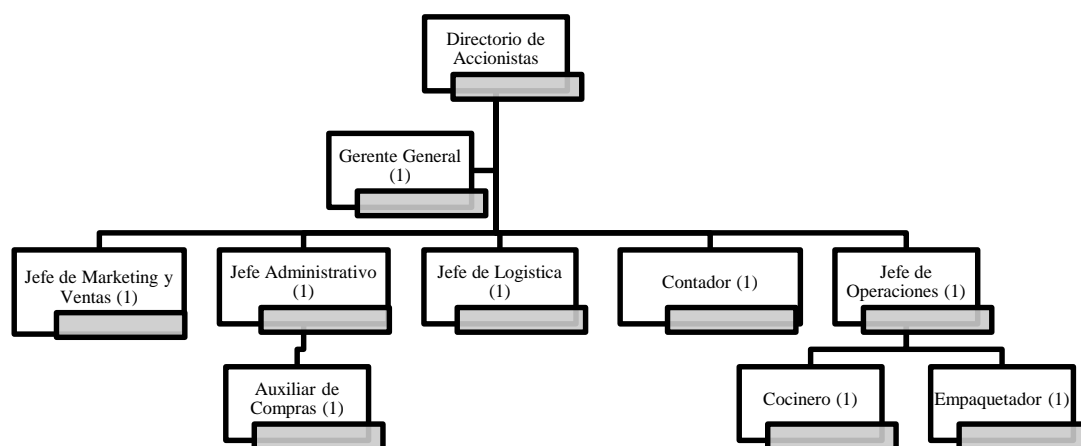 Directorio de
Accionistas
Gerente General
(1)
Jefe de Marketing y
Ventas (1)
Jefe Administrativo
(1)
Jefe de Logistica
(1)
Contador (1)
Jefe de
Operaciones (1)
Auxiliar de
Compras (1)
Cocinero (1)
Empaquetador (1)